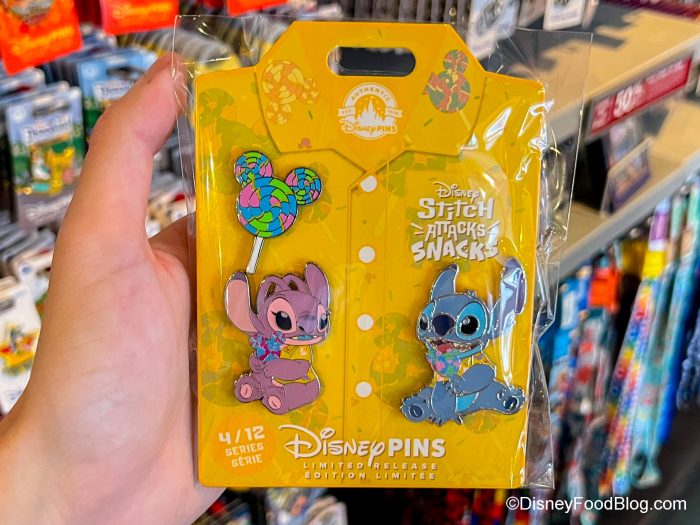 AUTHENTIC
DISNEY PINS
Disney
STITCH
ATTACKS
SNACKS
4/12
SERIES
SÉRIE
DISNEY PINS
LIMITED RELEASE
ÉDITION LIMITÉE
50%
©DisneyFoodBlog.com